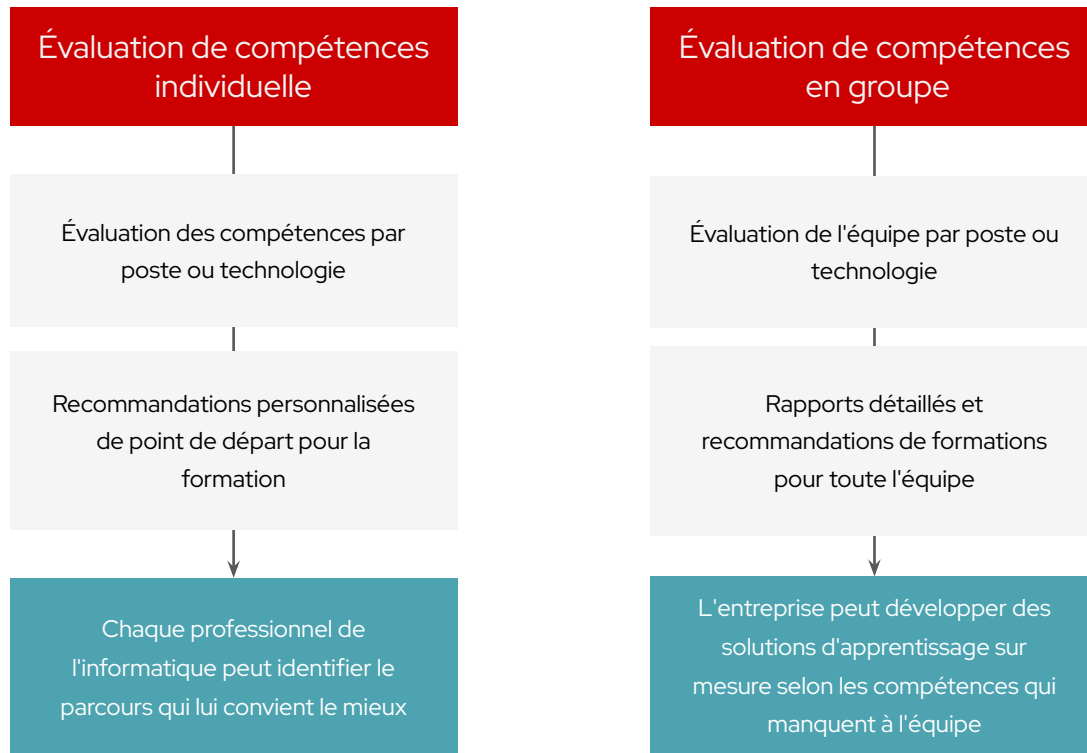 Évaluation de compétences
individuelle
Évaluation des compétences par
poste ou technologie
Recommandations personnalisées
de point de départ pour la
formation
Chaque professionnel de
l'informatique peut identifier le
parcours qui lui convient le mieux
Évaluation de compétences
en groupe
Évaluation de l'équipe par poste ou
technologie
Rapports détaillés et
recommandations de formations
pour toute l'équipe
L'entreprise peut développer des
solutions d'apprentissage sur
mesure selon les compétences qui
manquent à l'équipe